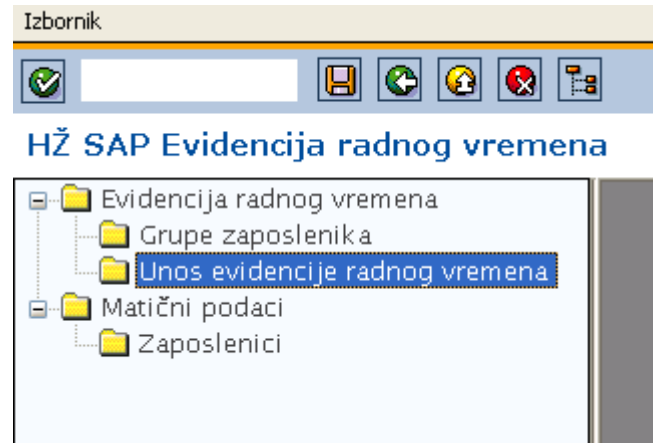 Izbornik
HŽ SAP Evidencija radnog vremena
Evidencija radnog vremena
Grupe zaposlenika
Unos evidencije radnog vremena
Matični podaci
Zaposlenici